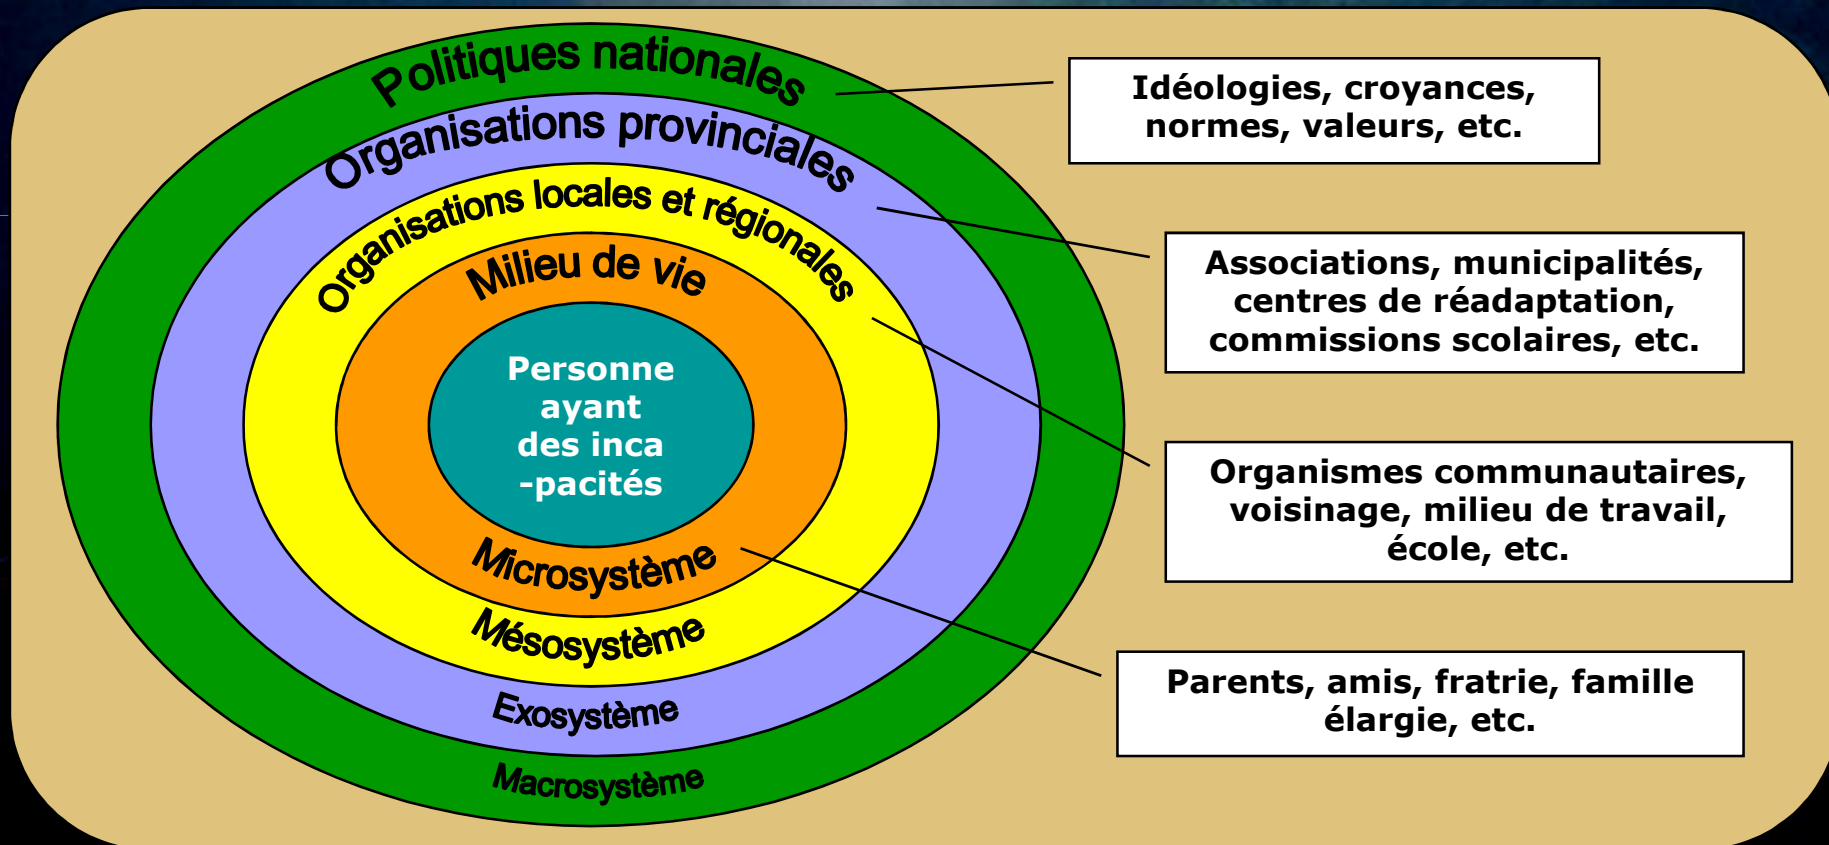 Politiques nationales
Organisations provinciales
Organisations locales et régionales
Milieu de vie
Personne
ayant
des inca
-pacités
Microsystème
Mésosystème
Exosystème
Macrosystème
Idéologies, croyances,
normes, valeurs, etc.
Associations, municipalités,
centres de réadaptation,
commissions scolaires, etc.
Organismes communautaires,
voisinage, milieu de travail,
école, etc.
Parents, amis, fratrie, famille
élargie, etc.